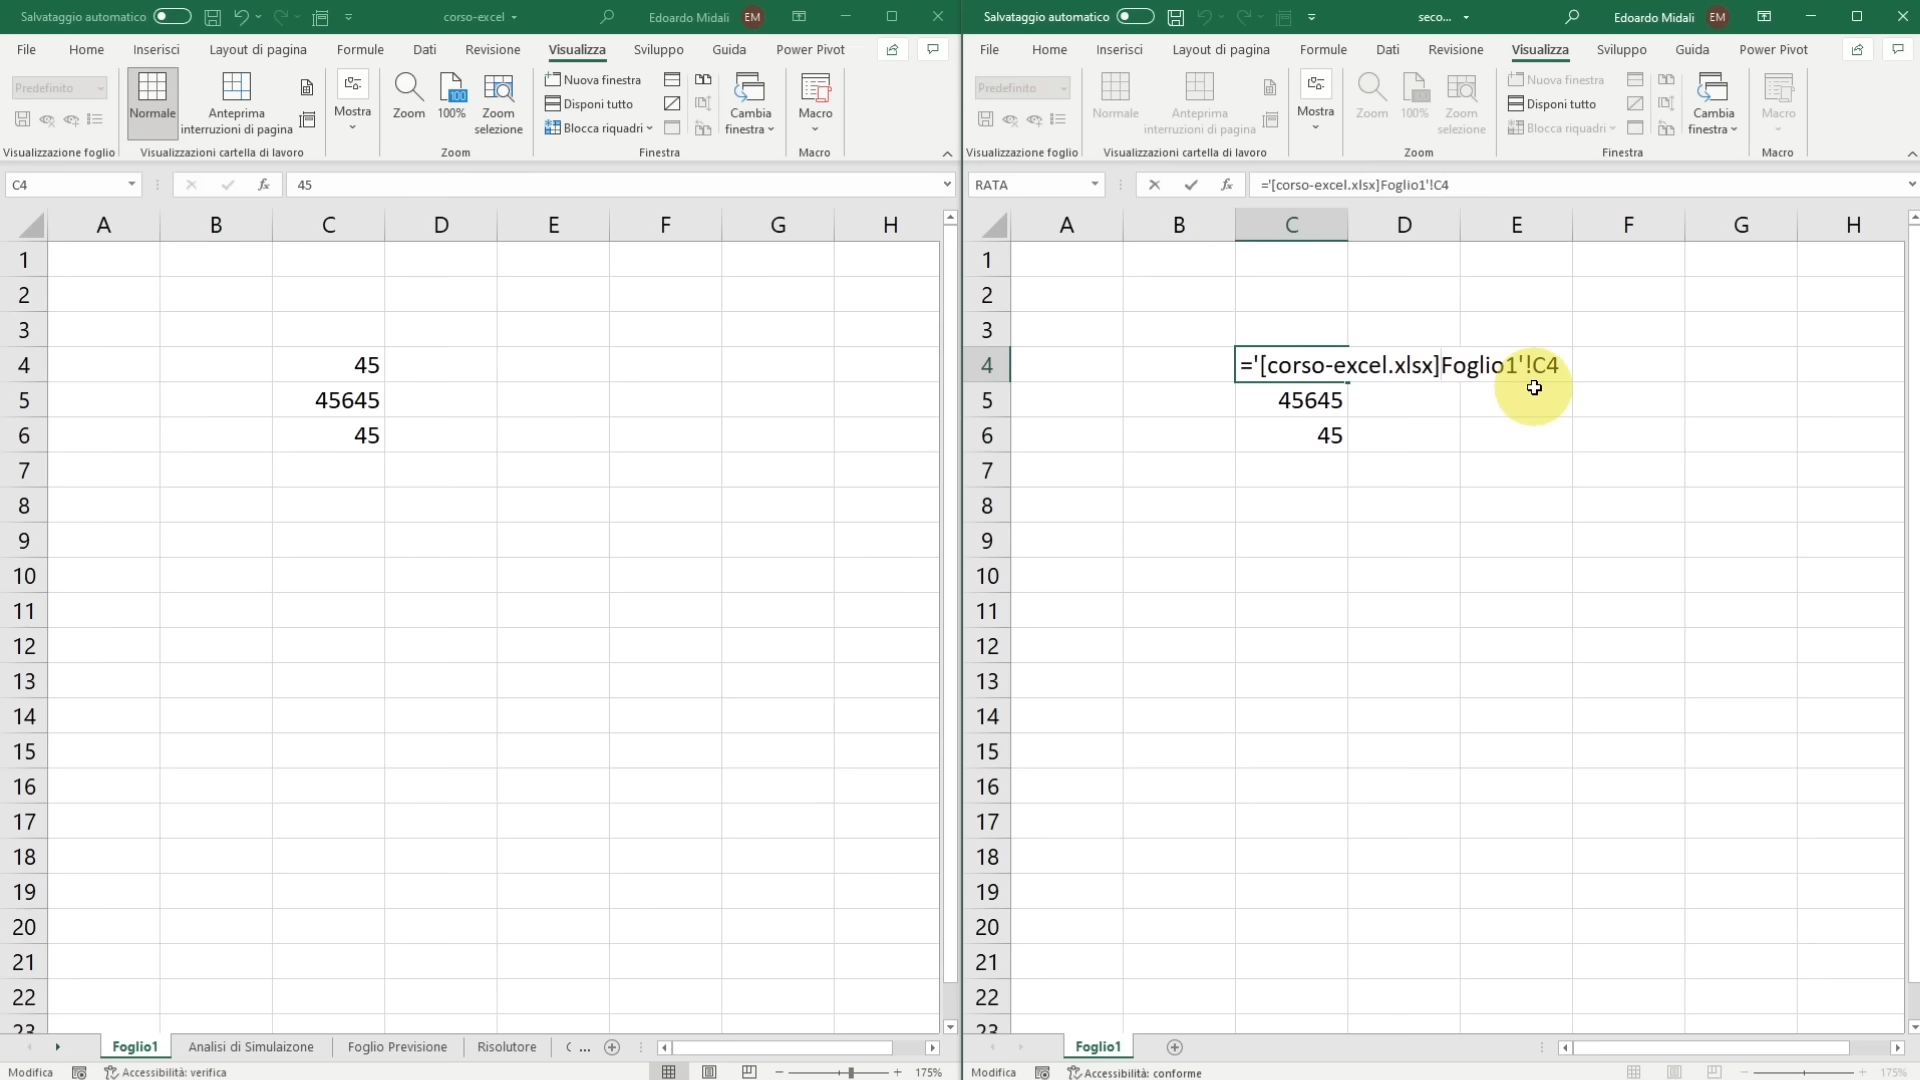 Salvataggio automatico
corso-excel
Edoardo Midali
EM
File
Home
Inserisci
Layout di pagina
Formule
Dati
Revisione
Visualizza
Sviluppo
Guida
Power Pivot
Predefinito
Normale
Anteprima
interruzioni di pagina
Mostra
Zoom
100
100%
Zoom
selezione
Nuova finestra
Disponi tutto
Blocca riquadri
Cambia
finestra
Macro
Visualizzazione foglio
Visualizzazioni cartella di lavoro
Zoom
Finestra
Macro
C4
fx
45
A B C D E F G H
1
2
3
4 45
5 45645
6 45
7
8
9
10
11
12
13
14
15
16
17
18
19
20
21
22
23
Foglio1
Analisi di Simulaizone
Foglio Previsione
Risolutore
...
Modifica
Accessibilità: verifica
175%
Salvataggio automatico
seco...
Edoardo Midali
EM
File
Home
Inserisci
Layout di pagina
Formule
Dati
Revisione
Visualizza
Sviluppo
Guida
Power Pivot
Predefinito
Normale
Anteprima
interruzioni di pagina
Mostra
Zoom
100%
Zoom
selezione
Nuova finestra
Disponi tutto
Blocca riquadri
Cambia
finestra
Macro
Visualizzazione foglio
Visualizzazioni cartella di lavoro
Zoom
Finestra
Macro
RATA
fx
='[corso-excel.xlsx]Foglio1'!C4
A B C D E F G H
1
2
3
4 ='[corso-excel.xlsx]Foglio1'!C4
5 45645
6 45
7
8
9
10
11
12
13
14
15
16
17
18
19
20
21
22
23
Foglio1
Modifica
Accessibilità: conforme
175%